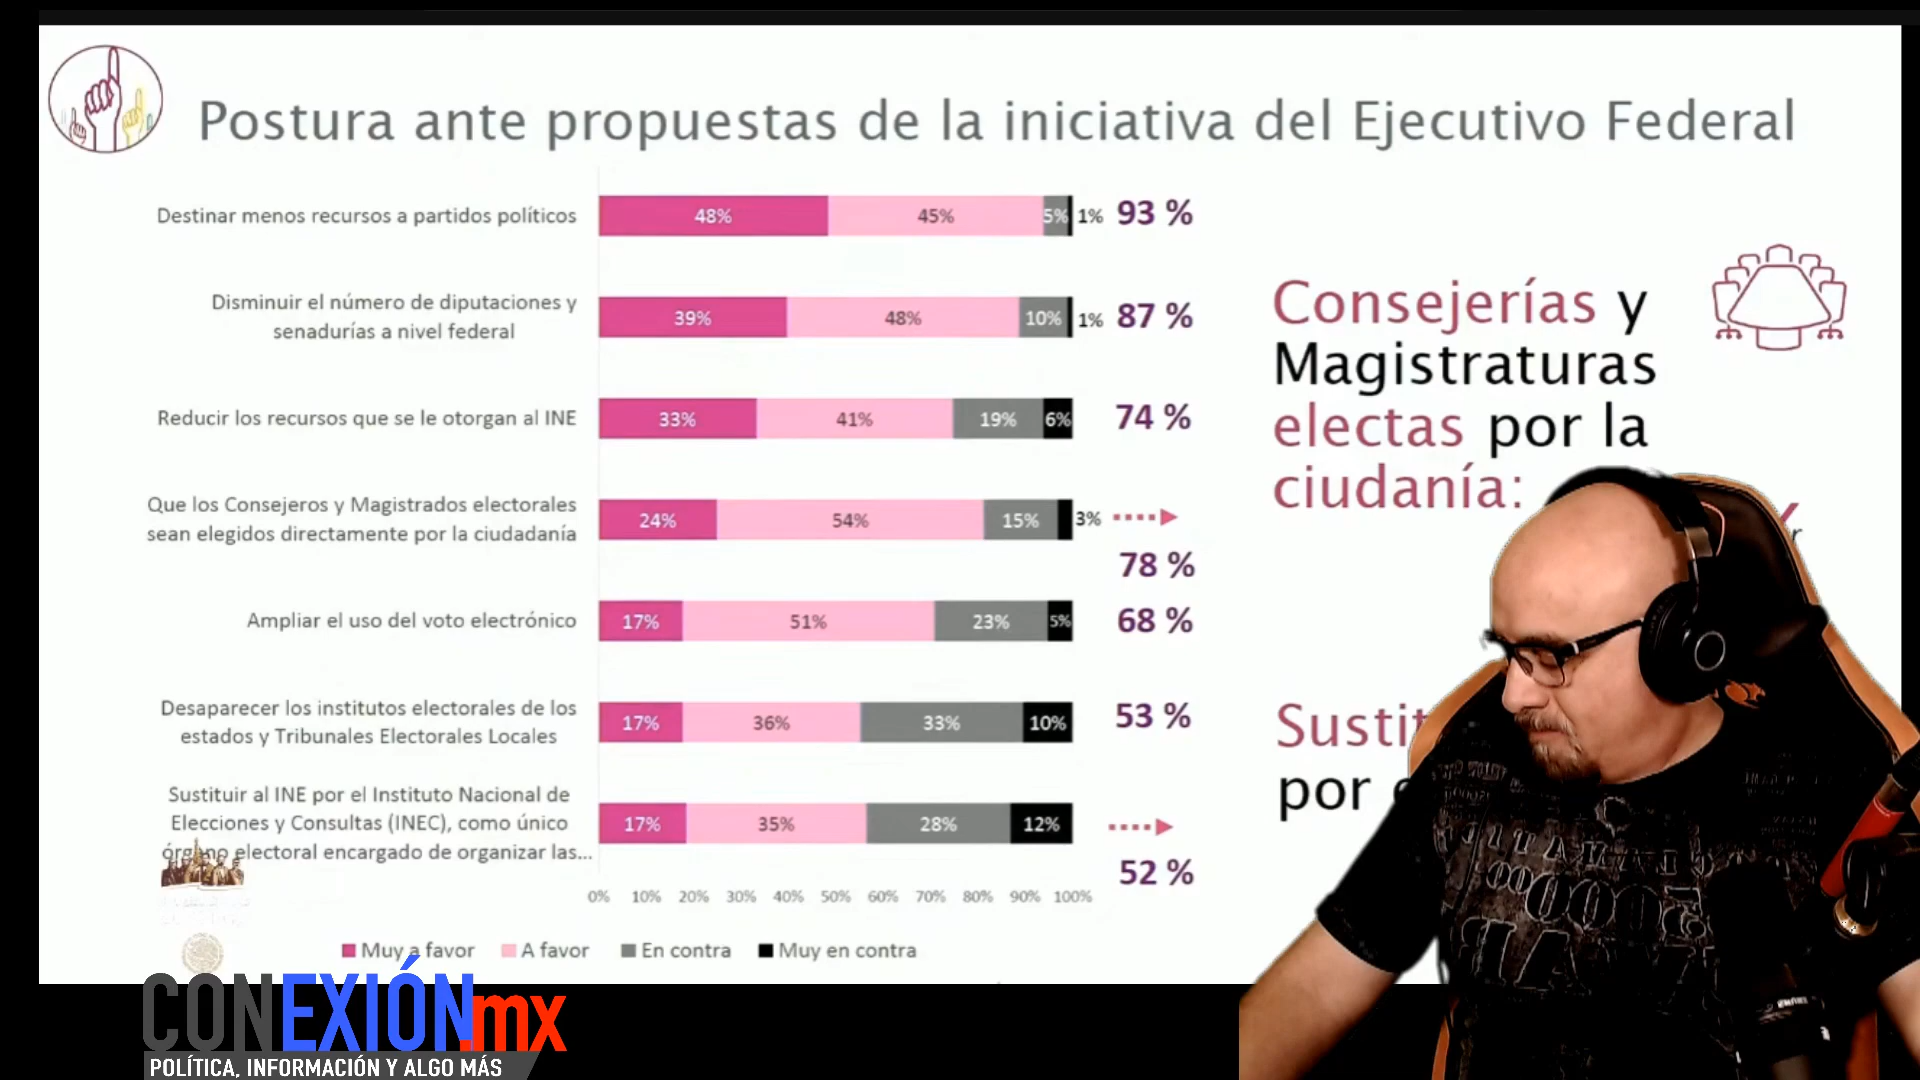 Postura ante propuestas de la iniciativa del Ejecutivo Federal
Destinar menos recursos a partidos políticos
48% 45% 5% 1% 93 %
Disminuir el número de diputaciones y
senadurías a nivel federal
39% 48% 10% 1% 87 %
Reducir los recursos que se le otorgan al INE
33% 41% 19% 6% 74 %
Que los Consejeros y Magistrados electorales
sean elegidos directamente por la ciudadanía
24% 54% 15% 3%
78 %
Ampliar el uso del voto electrónico
17% 51% 23% 5% 68 %
Desaparecer los institutos electorales de los
estados y Tribunales Electorales Locales
17% 36% 33% 10% 53 %
Sustituir al INE por el Instituto Nacional de
Elecciones y Consultas (INEC), como único
órgano electoral encargado de organizar las...
17% 35% 28% 12%
52 %
0% 10% 20% 30% 40% 50% 60% 70% 80% 90% 100%
Muy a favor A favor En contra Muy en contra
Consejerías y
Magistraturas
electas por la
ciudanía:
Sustit
por
CONEXIÓN.mx
POLÍTICA, INFORMACIÓN Y ALGO MÁS